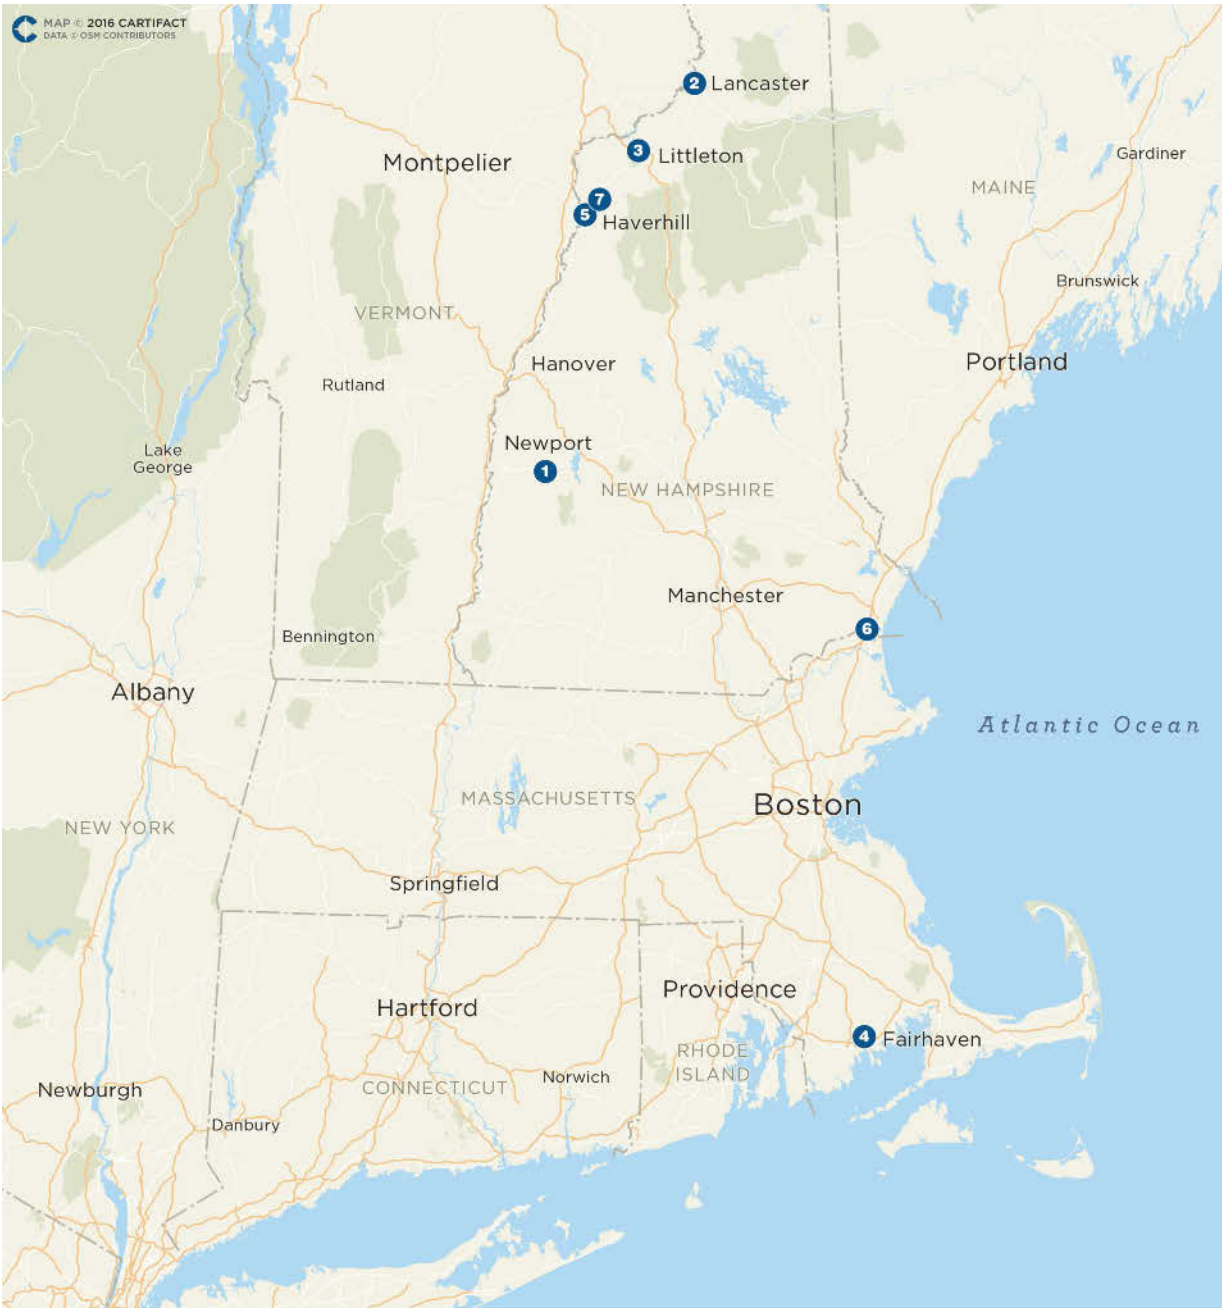 MAP © 2016 CARTIFACT
DATA © OSM CONTRIBUTORS
2 Lancaster
3 Littleton
Montpelier
Gardiner
MAINE
7
5 Haverhill
Brunswick
VERMONT
Hanover
Portland
Rutland
Newport
1
Lake
George
NEW HAMPSHIRE
Manchester
6
Bennington
Albany
Atlantic Ocean
MASSACHUSETTS
Boston
NEW YORK
Springfield
Providence
Hartford
4 Fairhaven
RHODE
ISLAND
Norwich
CONNECTICUT
Newburgh
Danbury